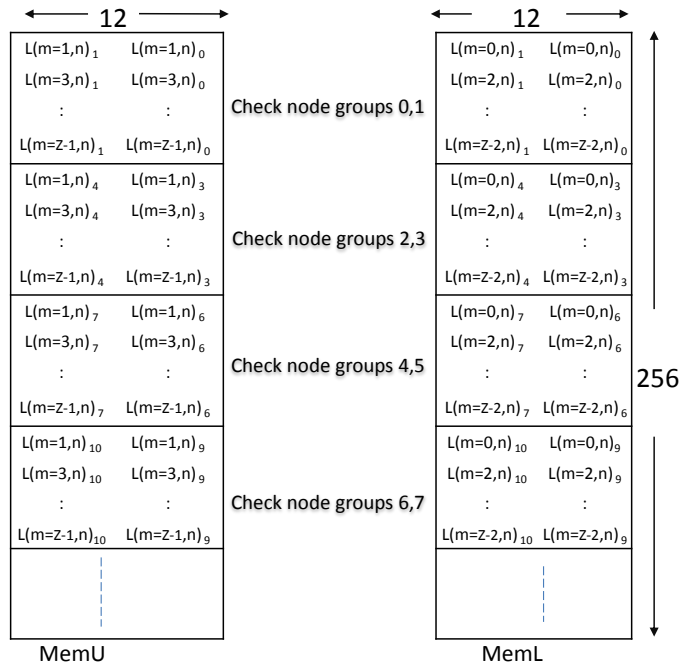 12 12
L(m=1,n)₁ L(m=1,n)₀ L(m=0,n)₁ L(m=0,n)₀
L(m=3,n)₁ L(m=3,n)₀ L(m=2,n)₁ L(m=2,n)₀
: : Check node groups 0,1 : :
L(m=Z-1,n)₁ L(m=Z-1,n)₀ L(m=Z-2,n)₁ L(m=Z-2,n)₀
L(m=1,n)₄ L(m=1,n)₃ L(m=0,n)₄ L(m=0,n)₃
L(m=3,n)₄ L(m=3,n)₃ L(m=2,n)₄ L(m=2,n)₃
: : Check node groups 2,3 : :
L(m=Z-1,n)₄ L(m=Z-1,n)₃ L(m=Z-2,n)₄ L(m=Z-2,n)₃
L(m=1,n)₇ L(m=1,n)₆ L(m=0,n)₇ L(m=0,n)₆
L(m=3,n)₇ L(m=3,n)₆ L(m=2,n)₇ L(m=2,n)₆
: : Check node groups 4,5 : : 256
L(m=Z-1,n)₇ L(m=Z-1,n)₆ L(m=Z-2,n)₇ L(m=Z-2,n)₆
L(m=1,n)₁₀ L(m=1,n)₉ L(m=0,n)₁₀ L(m=0,n)₉
L(m=3,n)₁₀ L(m=3,n)₉ L(m=2,n)₁₀ L(m=2,n)₉
: : Check node groups 6,7 : :
L(m=Z-1,n)₁₀ L(m=Z-1,n)₉ L(m=Z-2,n)₁₀ L(m=Z-2,n)₉
MemU MemL